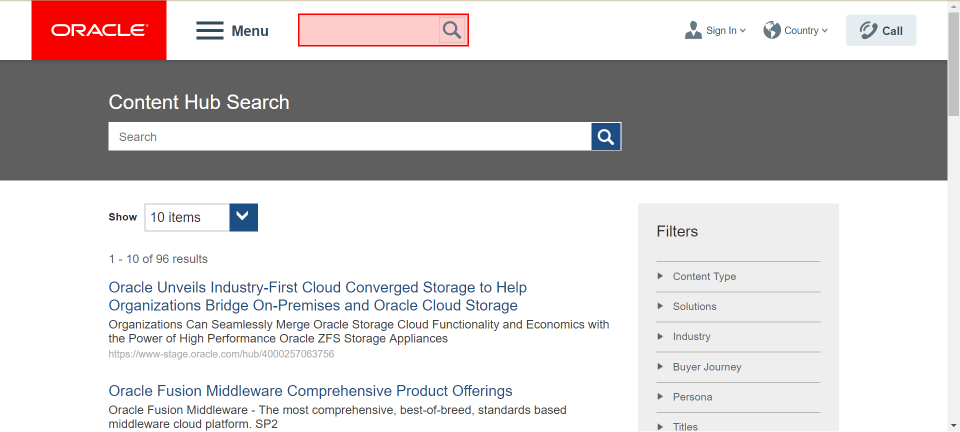 ORACLE
Menu
Sign In
Country
Call
Content Hub Search
Search
Show
10 items
1 - 10 of 96 results
Oracle Unveils Industry-First Cloud Converged Storage to Help
Organizations Bridge On-Premises and Oracle Cloud Storage
Organizations Can Seamlessly Merge Oracle Storage Cloud Functionality and Economics with
the Power of High Performance Oracle ZFS Storage Appliances
https://www-stage.oracle.com/hub/4000257063756
Oracle Fusion Middleware Comprehensive Product Offerings
Oracle Fusion Middleware - The most comprehensive, best-of-breed, standards based
middleware cloud platform. SP2
Filters
Content Type
Solutions
Industry
Buyer Journey
Persona
Titles